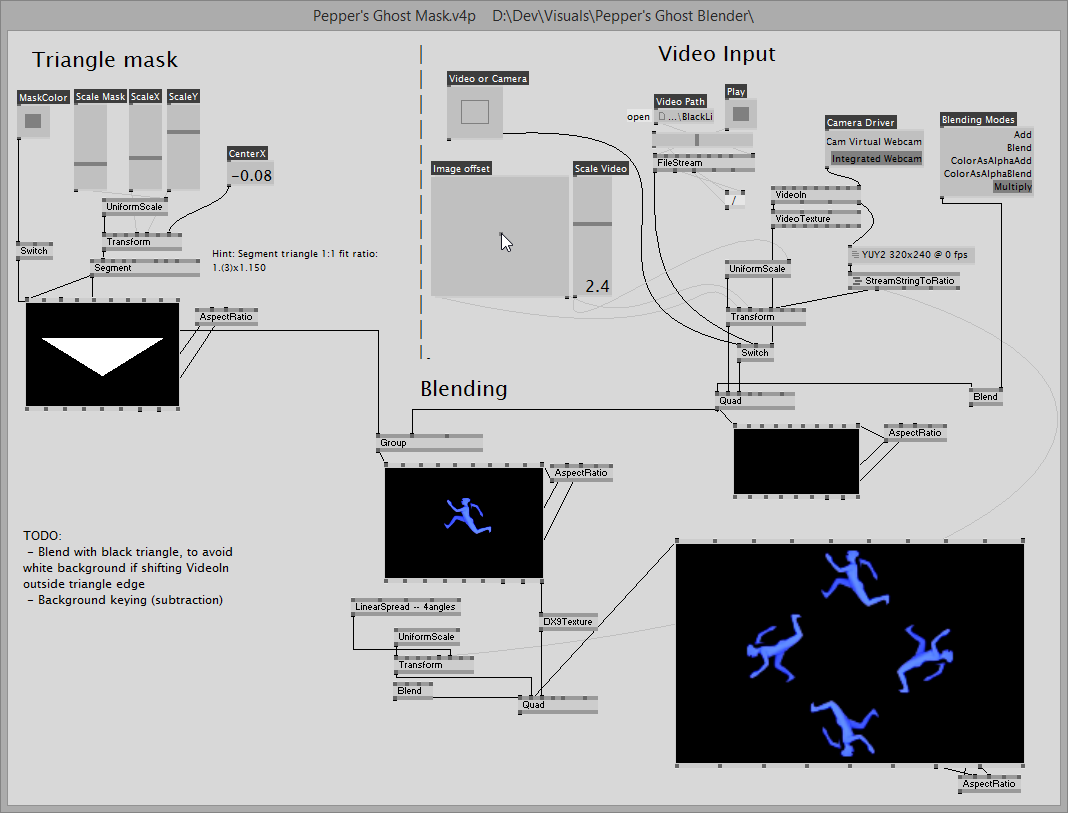 Pepper's Ghost Mask.v4p    D:\Dev\Visuals\Pepper's Ghost Blender\
Triangle mask
MaskColor
Scale Mask
ScaleX
ScaleY
CenterX
-0.08
UniformScale
Transform
Switch
Segment
Hint: Segment triangle 1:1 fit ratio:
1.(3)x1.150
AspectRatio
Video Input
Video or Camera
open
Video Path
D ...\BlackLi
Play
FileStream
/
Image offset
Scale Video
2.4
Camera Driver
Cam Virtual Webcam
Integrated Webcam
Blending Modes
Add
Blend
ColorAsAlphaAdd
ColorAsAlphaBlend
Multiply
VideoIn
VideoTexture
YUY2 320x240 @ 0 fps
StreamStringToRatio
UniformScale
Transform
Switch
Quad
Blend
AspectRatio
Blending
Group
AspectRatio
TODO:
- Blend with black triangle, to avoid
white background if shifting VideoIn
outside triangle edge
- Background keying (subtraction)
LinearSpread -- 4angles
UniformScale
Transform
Blend
DX9Texture
Quad
AspectRatio